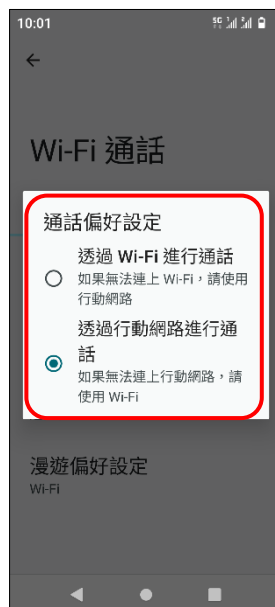 10:01
5G
Wi-Fi 通話
通話偏好設定
透過 Wi-Fi 進行通話
如果無法連上 Wi-Fi，請使用
行動網路
透過行動網路進行通
話
如果無法連上行動網路，請
使用 Wi-Fi
漫遊偏好設定
Wi-Fi